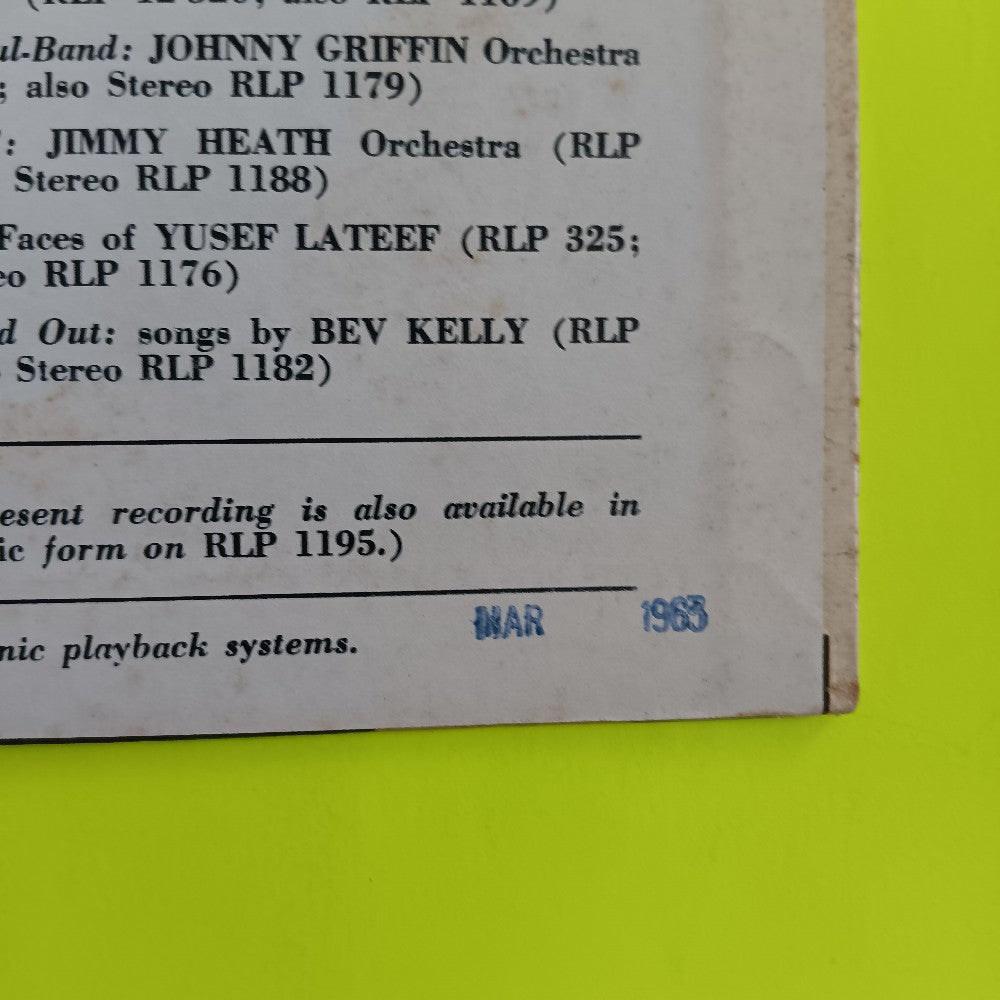 ul-Band: JOHNNY GRIFFIN Orchestra
; also Stereo RLP 1179)
: JIMMY HEATH Orchestra (RLP
Stereo RLP 1188)
Faces of YUSEF LATEEF (RLP 325;
eo RLP 1176)
d Out: songs by BEV KELLY (RLP
Stereo RLP 1182)
esent recording is also available in
ic form on RLP 1195.)
nic playback systems.
MAR 1963